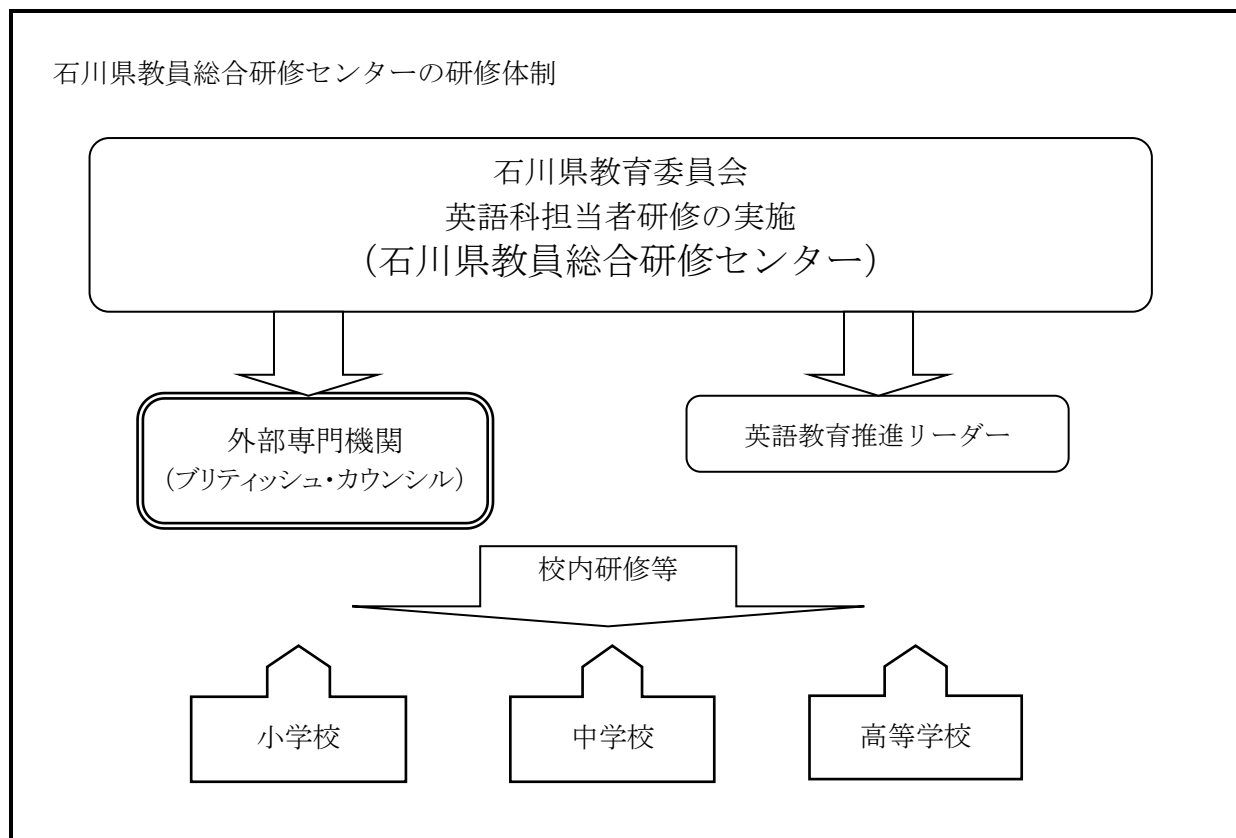 石川県教員総合研修センターの研修体制
石川県教育委員会
英語科担当者研修の実施
（石川県教員総合研修センター）
外部専門機関
（ブリティッシュ・カウンシル）
英語教育推進リーダー
校内研修等
小学校
中学校
高等学校